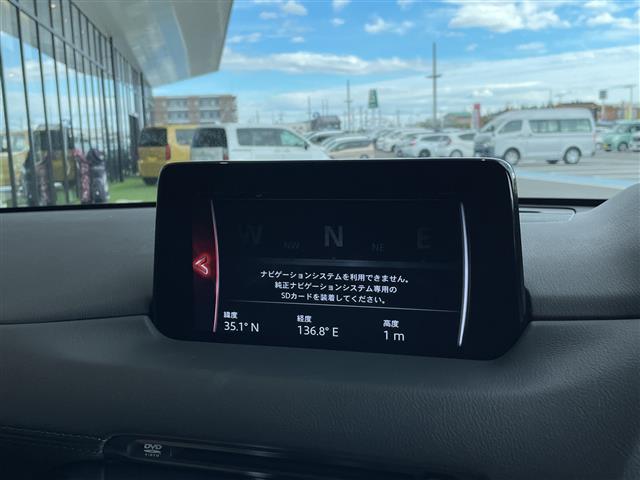 W NW N NE E
ナビゲーションシステムを利用できません。
純正ナビゲーションシステム専用の
SDカードを装着してください。
緯度 経度 高度
35.1° N 136.8° E 1 m
DVD
VIDEO